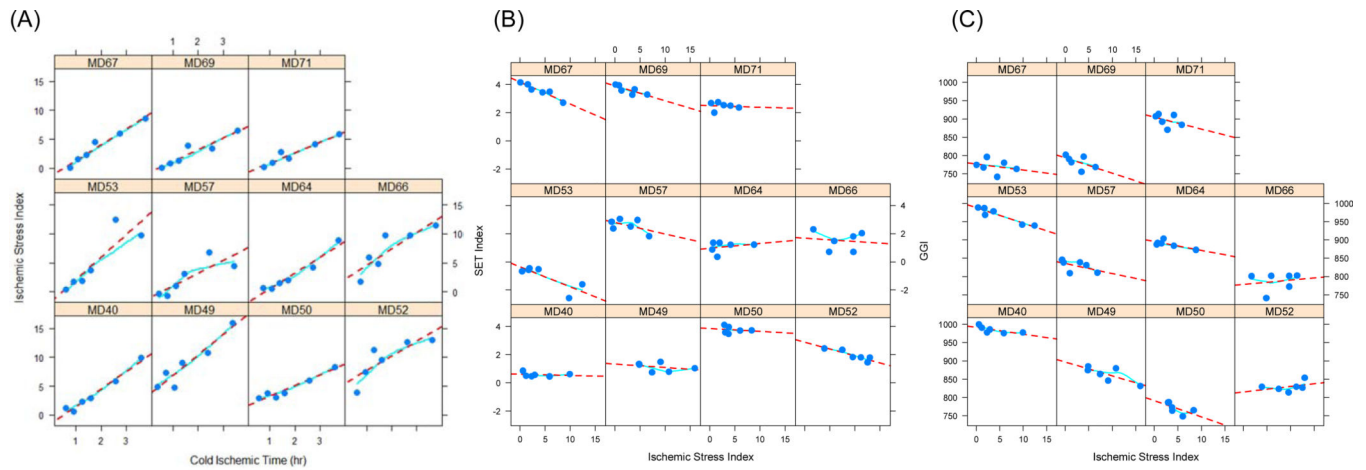 (A)
1 2 3
MD67 MD69 MD71
15
10
5
0
MD53 MD57 MD64 MD66
15
10
5
0
MD40 MD49 MD50 MD52
15
10
5
0
1 2 3 1 2 3
Ischemic Stress Index
Cold Ischemic Time (hr)
(B)
0 5 10 15
MD67 MD69 MD71
4
2
0
-2
MD53 MD57 MD64 MD66
4
2
0
-2
MD40 MD49 MD50 MD52
4
2
0
-2
0 5 10 15 0 5 10 15
SET Index
Ischemic Stress Index
(C)
0 5 10 15
MD67 MD69 MD71
1000
950
900
850
800
750
MD53 MD57 MD64 MD66
1000
950
900
850
800
750
MD40 MD49 MD50 MD52
1000
950
900
850
800
750
0 5 10 15 0 5 10 15
GGI
Ischemic Stress Index